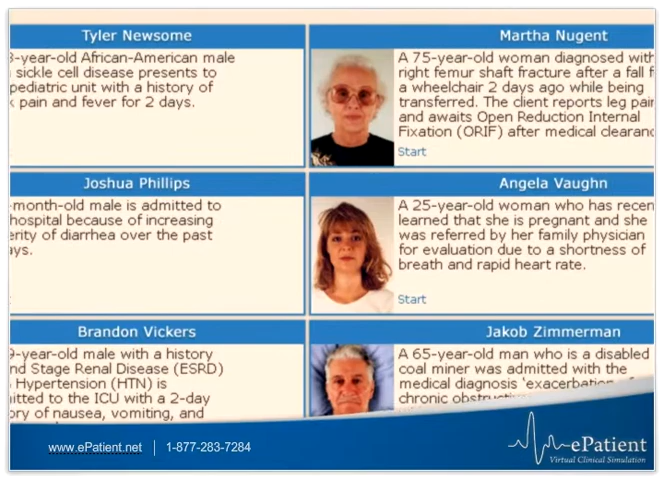 Tyler Newsome
-year-old African-American male
sickle cell disease presents to
pediatric unit with a history of
pain and fever for 2 days.
Martha Nugent
A 75-year-old woman diagnosed with
right femur shaft fracture after a fall f
a wheelchair 2 days ago while being
transferred. The client reports leg pain
and awaits Open Reduction Internal
Fixation (ORIF) after medical clearanc
Start
Joshua Phillips
-month-old male is admitted to
hospital because of increasing
erity of diarrhea over the past
ays.
Angela Vaughn
A 25-year-old woman who has recen
learned that she is pregnant and she
was referred by her family physician
for evaluation due to a shortness of
breath and rapid heart rate.
Start
Brandon Vickers
9-year-old male with a history
nd Stage Renal Disease (ESRD)
Hypertension (HTN) is
itted to the ICU with a 2-day
ory of nausea, vomiting, and
Jakob Zimmerman
A 65-year-old man who is a disabled
coal miner was admitted with the
medical diagnosis 'exacerbation of
chronic obstructiv
www.ePatient.net | 1-877-283-7284
ePatient
Virtual Clinical Simulation